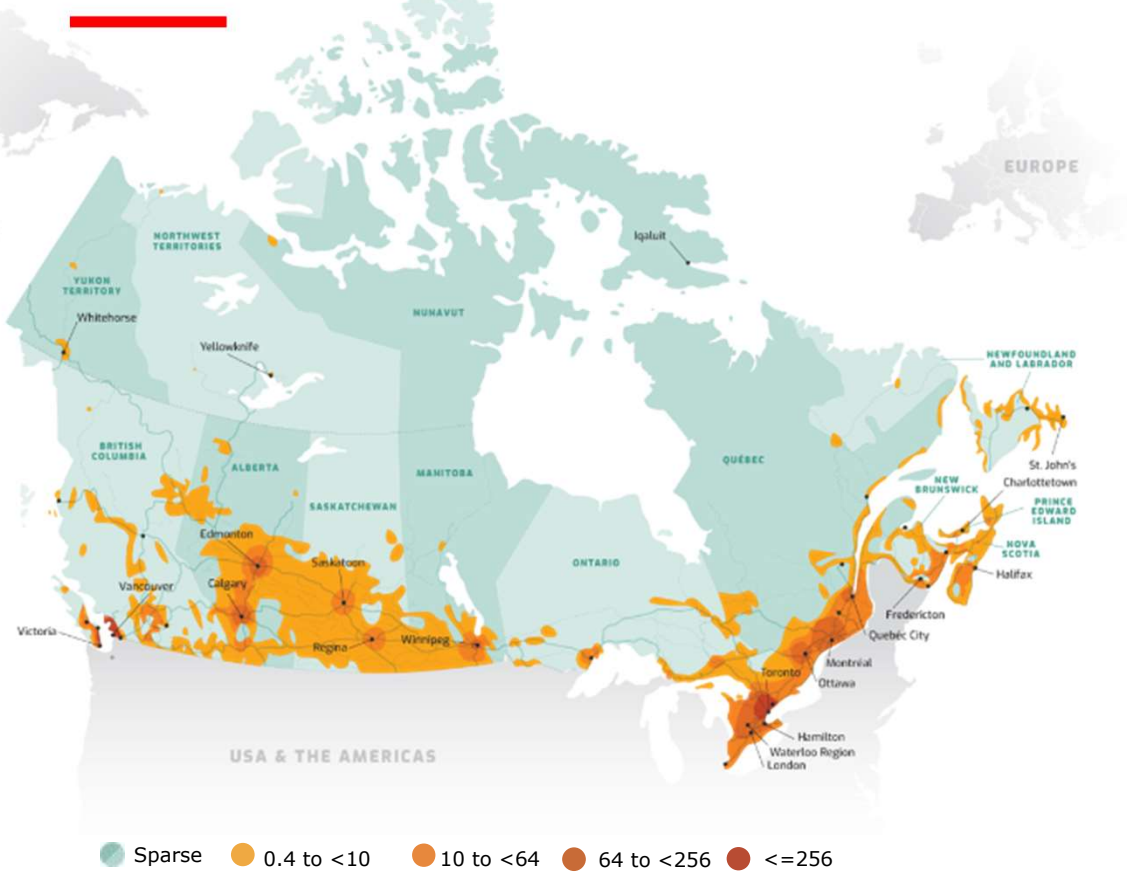 EUROPE
NORTHWEST
TERRITORIES
Iqaluit
YUKON
TERRITORY
NUNAVUT
Whitehorse
Yellowknife
NEWFOUNDLAND
AND LABRADOR
BRITISH
COLUMBIA
ALBERTA
MANITOBA
QUÉBEC
St. John's
NEW
BRUNSWICK
Charlottetown
SASKATCHEWAN
PRINCE
EDWARD
ISLAND
Edmonton
NOVA
SCOTIA
Saskatoon
ONTARIO
Halifax
Calgary
Vancouver
Fredericton
Victoria
Regina
Winnipeg
Quebéc City
Montréal
Toronto
Ottawa
Hamilton
USA & THE AMERICAS
Waterloo Region
London
Sparse
0.4 to <10
10 to <64
64 to <256
<=256